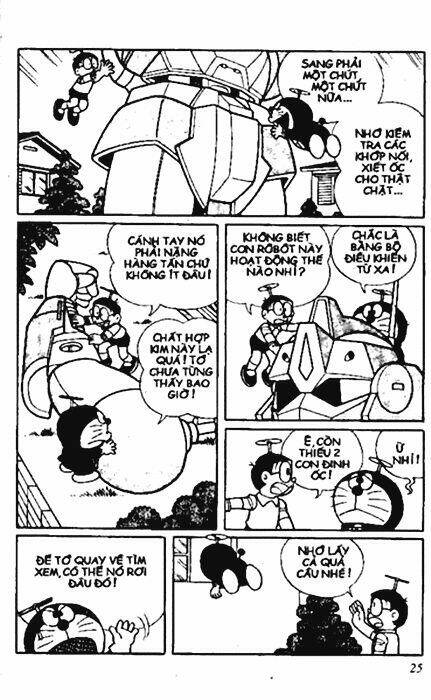 SANG PHẢI
MỘT CHÚT,
MỘT CHÚT
NỮA...
NHỚ KIỂM
TRA CÁC
KHỚP NỐI,
XIẾT ỐC
CHO THẬT
CHẶT...
CÁNH TAY NÓ
PHẢI NẶNG
HÀNG TẤN CHỨ
KHÔNG ÍT ĐÂU!
CHẤT HỢP
KIM NÀY LẠ
QUÁ! TỚ
CHƯA TỪNG
THẤY BAO
GIỜ!
KHÔNG BIẾT
CON RÔBỐT NÀY
HOẠT ĐỘNG THẾ
NÀO NHỈ?
CHẮC LÀ
BẰNG BỘ
ĐIỀU KHIỂN
TỪ XA!
Ê, CÒN
THIẾU 2
CON ĐINH
ỐC!
Ừ
NHỈ!
ĐỂ TỚ QUAY VỀ TÌM
XEM, CÓ THỂ NÓ RƠI
ĐÂU ĐÓ!
NHỚ LẤY
CẢ QUẢ
CẦU NHÉ!
25